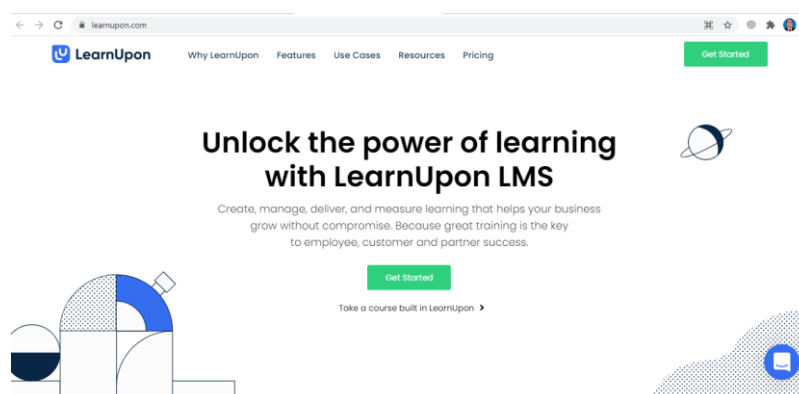 learnupon.com
LearnUpon
Why LearnUpon Features Use Cases Resources Pricing
Get Started
Unlock the power of learning
with LearnUpon LMS
Create, manage, deliver, and measure learning that helps your business
grow without compromise. Because great training is the key
to employee, customer and partner success.
Get Started
Take a course built in LearnUpon